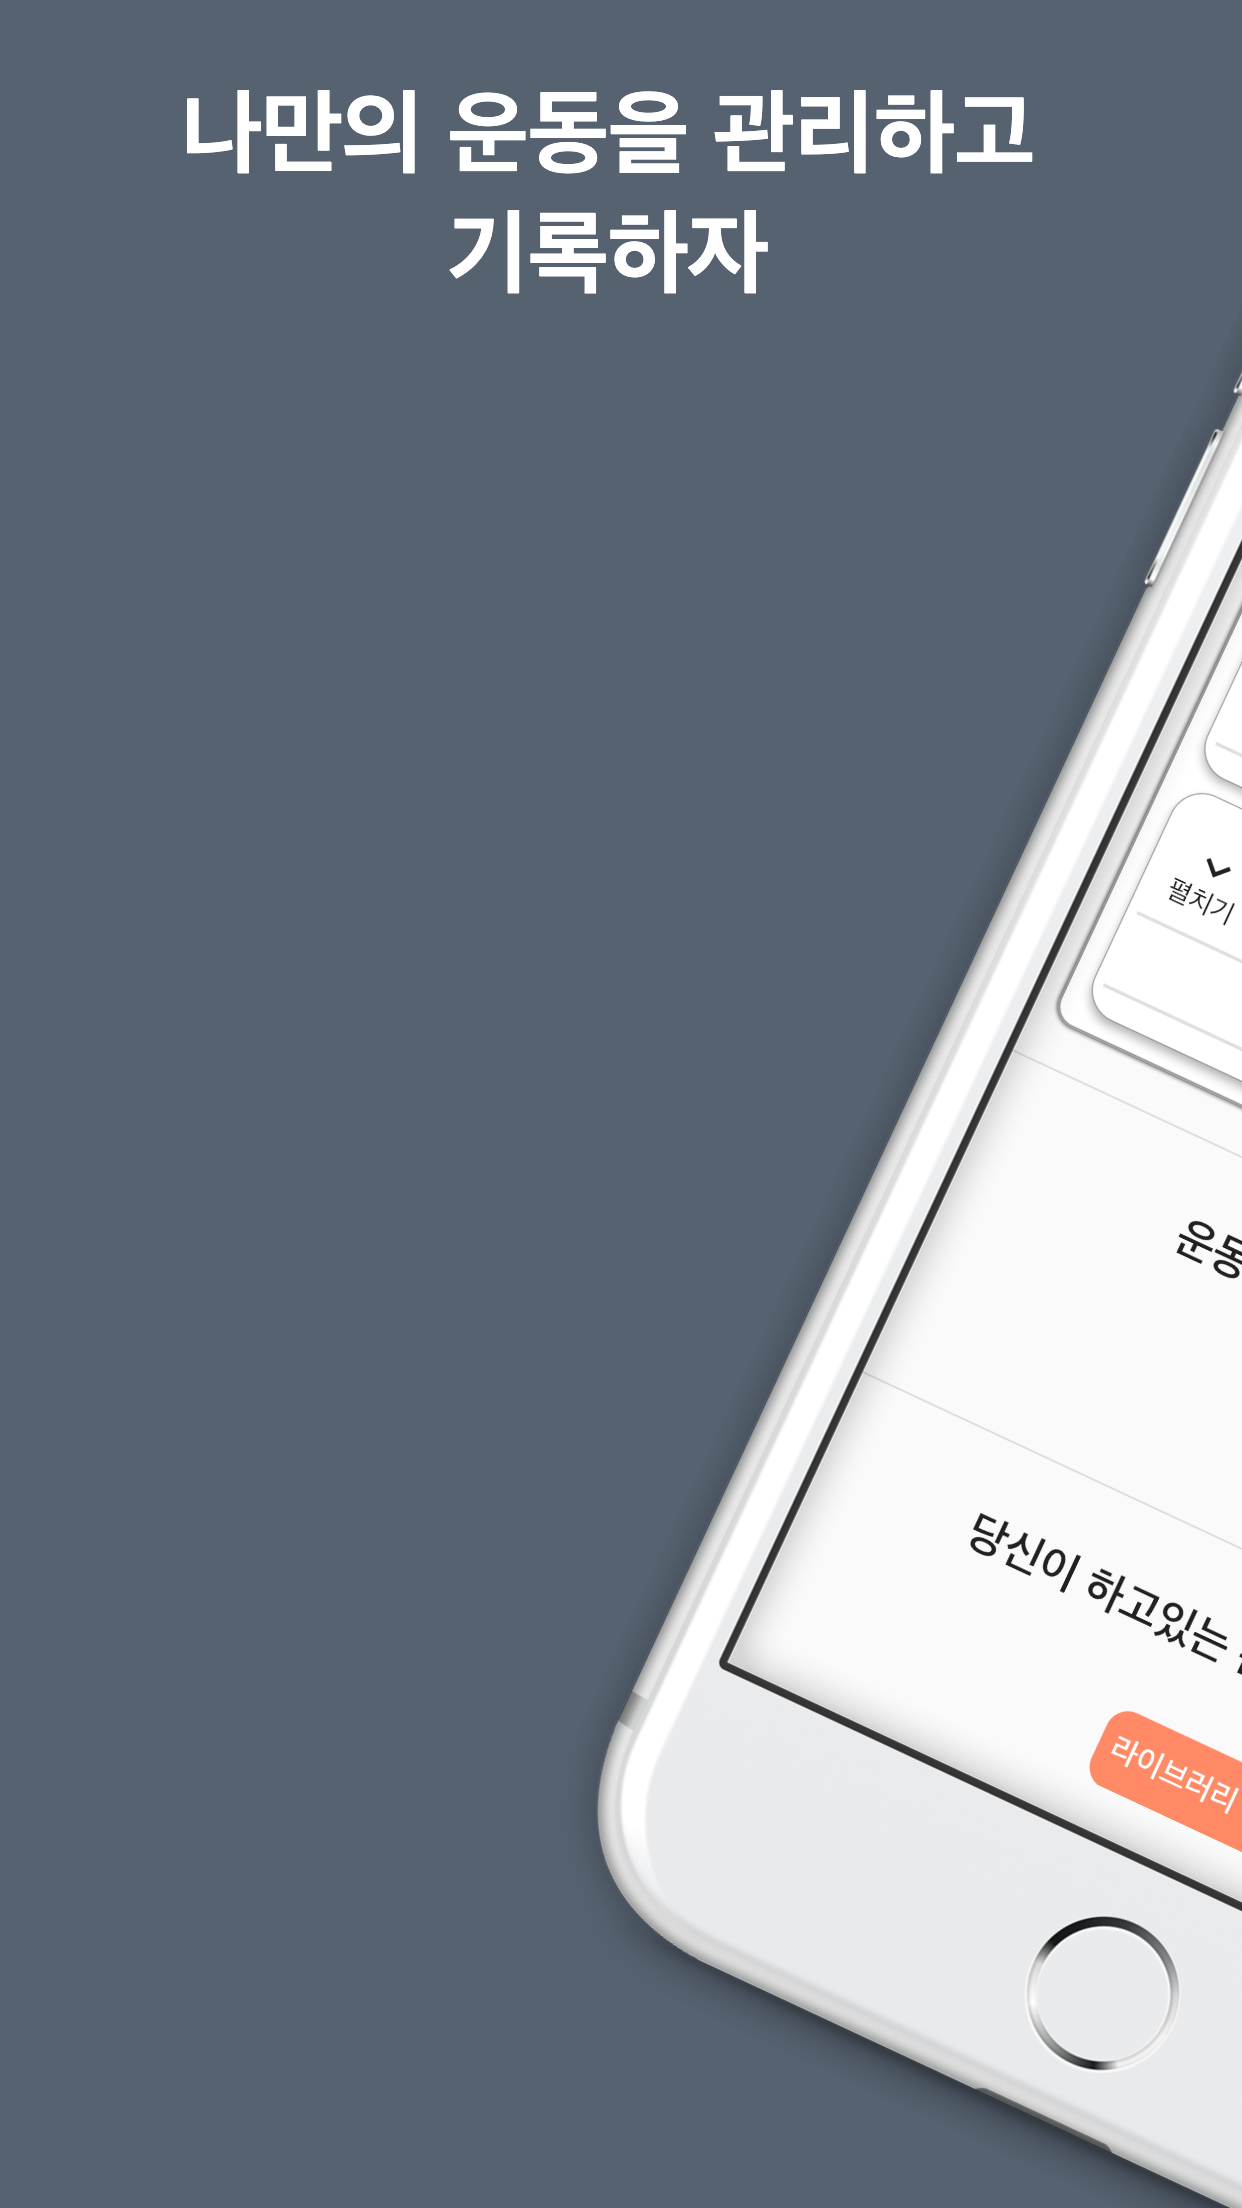 나만의 운동을 관리하고
기록하자
펼치기
운동
당신이 하고있는
라이브러리